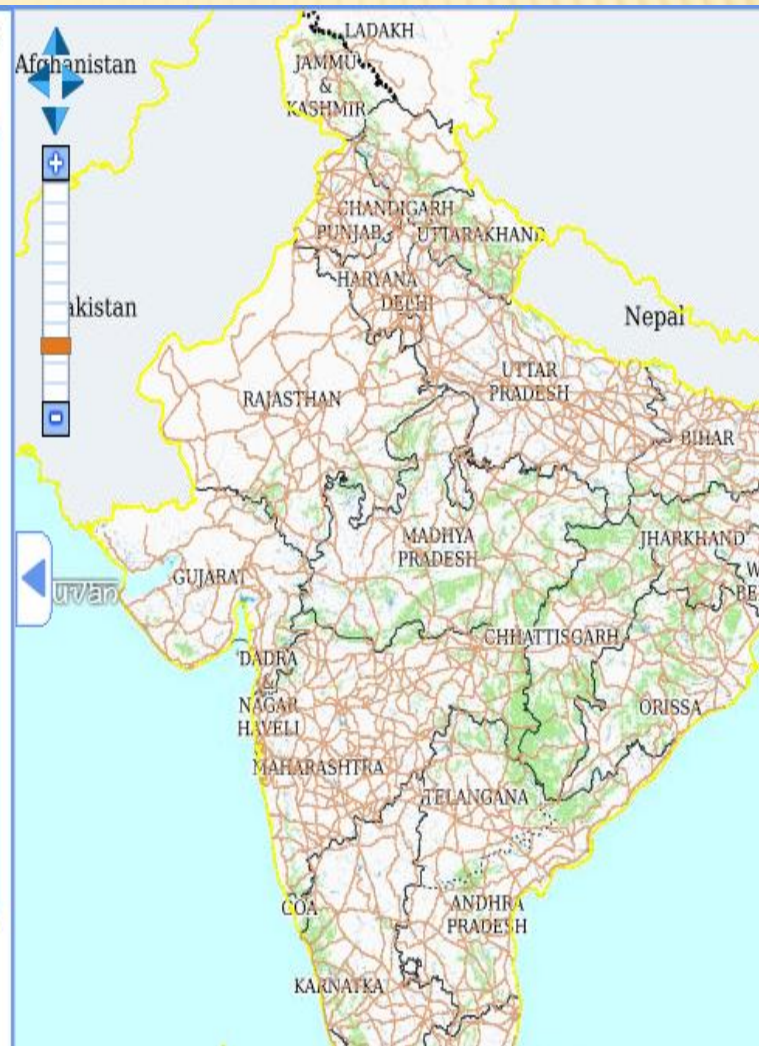 LADAKH
Afghanistan
JAMMU
&
KASHMIR
CHANDIGARH
PUNJAB
UTTARAKHAND
HARYANA
DELHI
akistan
Nepal
UTTAR
PRADESH
RAJASTHAN
BIHAR
MADHYA
PRADESH
JHARKHAND
GUJARAT
W
BE
CHHATTISGARH
DADRA
&
NAGAR
HAVELI
ORISSA
MAHARASHTRA
TELANGANA
GOA
ANDHRA
PRADESH
KARNATKA